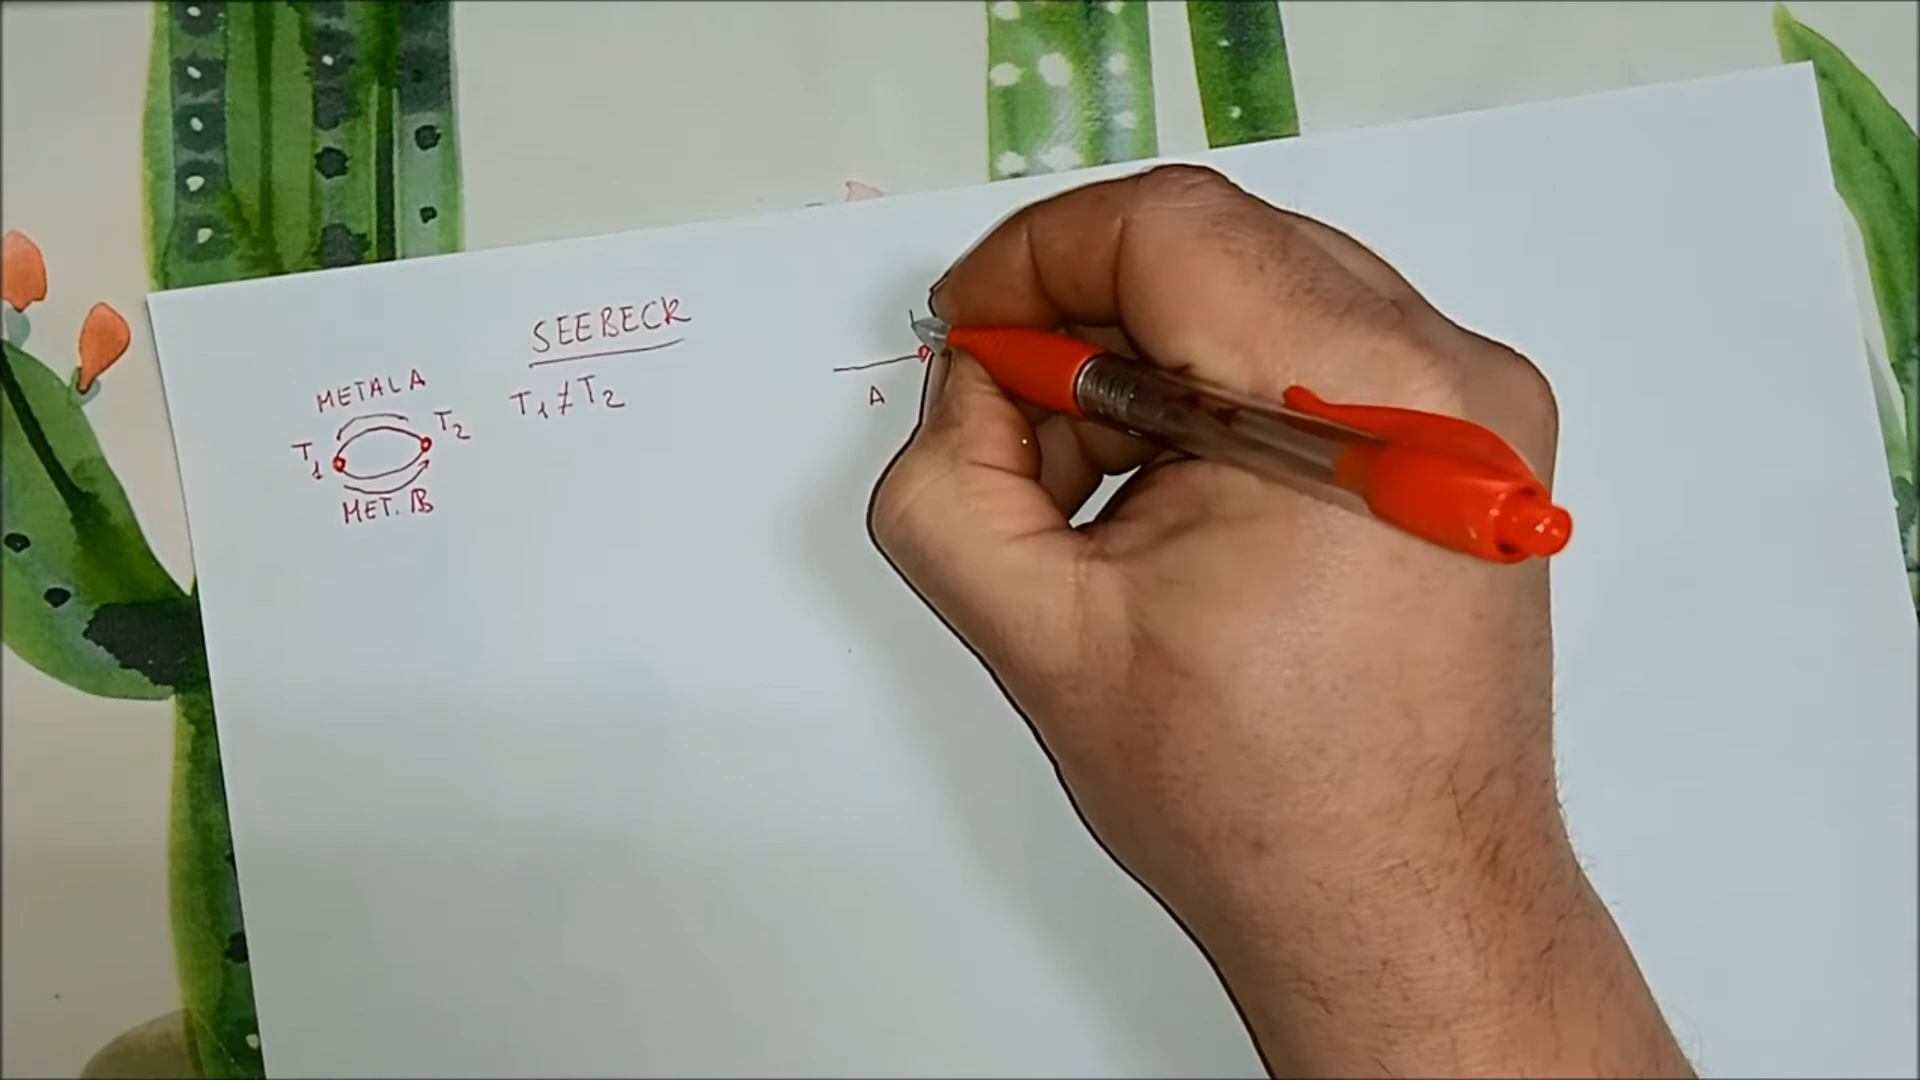 SEEBECK
METAL A
T1 T2
MET. B
T1 ≠ T2
A